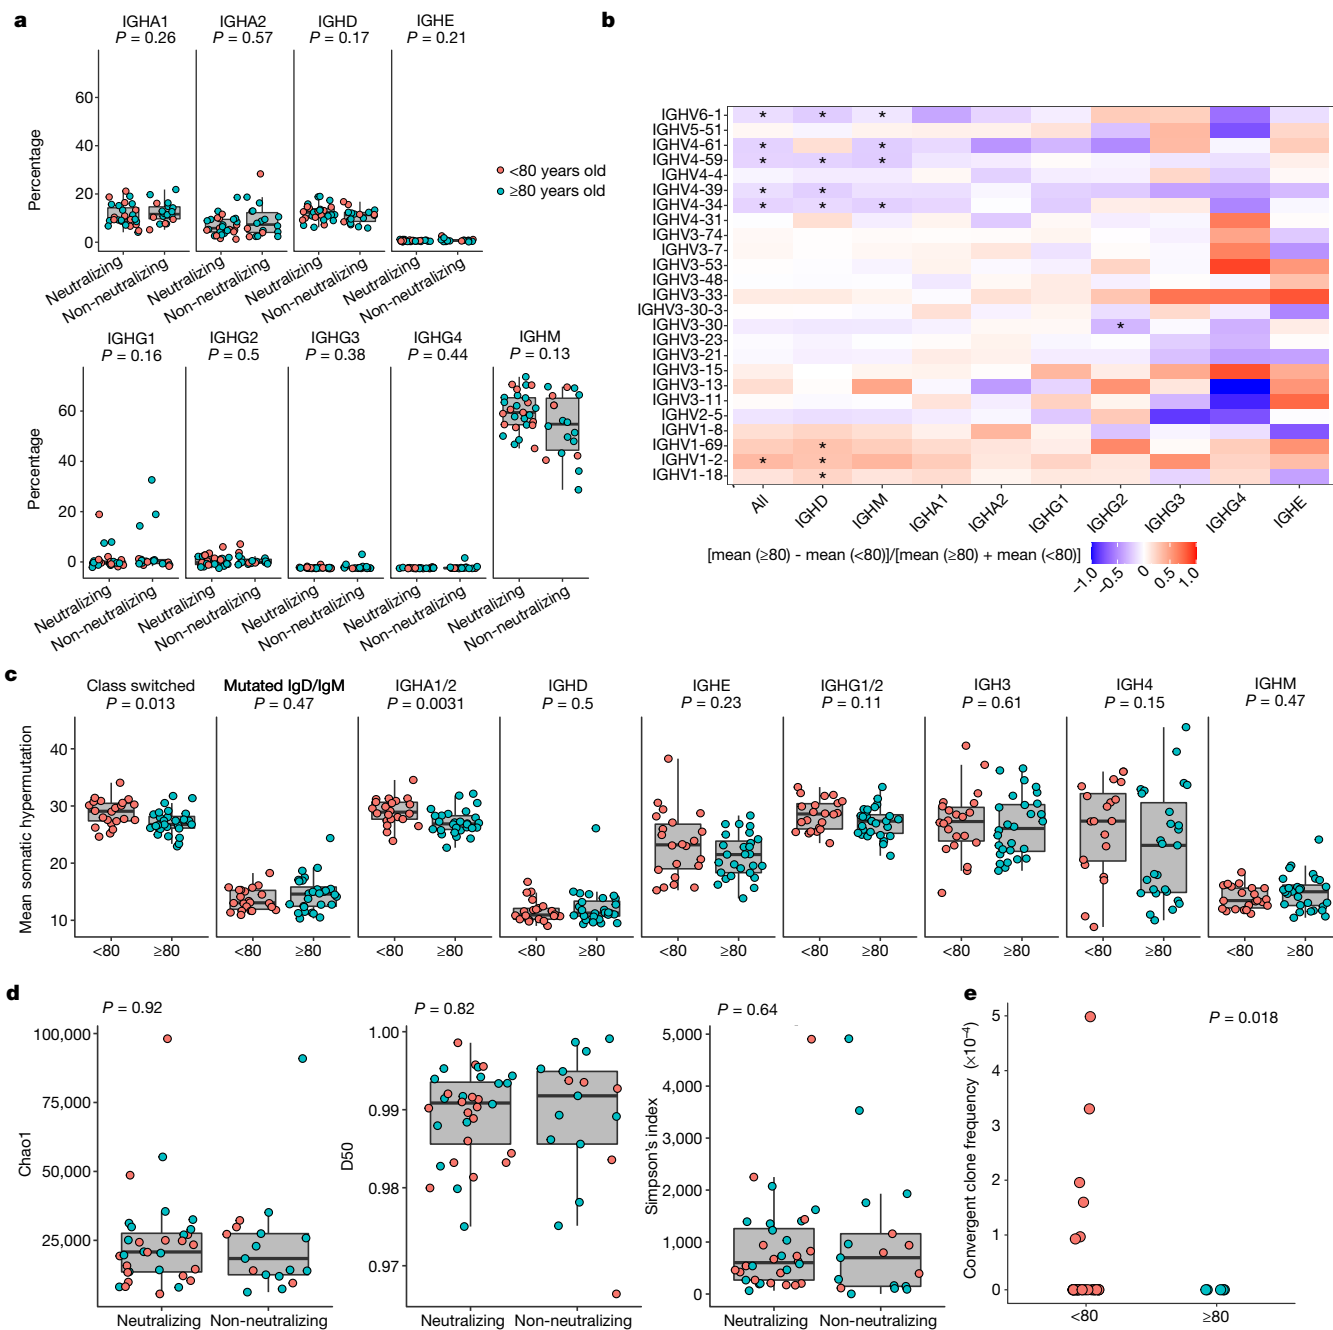 a
IGHA1 IGHA2 IGHD IGHE
P = 0.26 P = 0.57 P = 0.17 P = 0.21
Percentage
60
40
20
0
Neutralizing Non-neutralizing Neutralizing Non-neutralizing Neutralizing Non-neutralizing Neutralizing Non-neutralizing
<80 years old
≥80 years old
IGHG1 IGHG2 IGHG3 IGHG4 IGHM
P = 0.16 P = 0.5 P = 0.38 P = 0.44 P = 0.13
Percentage
60
40
20
0
Neutralizing Non-neutralizing Neutralizing Non-neutralizing Neutralizing Non-neutralizing Neutralizing Non-neutralizing Neutralizing Non-neutralizing
b
IGHV6-1 * * *
IGHV5-51
IGHV4-61 * *
IGHV4-59 * * *
IGHV4-4
IGHV4-39 * *
IGHV4-34 * * *
IGHV4-31
IGHV3-74
IGHV3-7
IGHV3-53
IGHV3-48
IGHV3-33
IGHV3-30-3
IGHV3-30 *
IGHV3-23
IGHV3-21
IGHV3-15
IGHV3-13
IGHV3-11
IGHV2-5
IGHV1-8
IGHV1-69 *
IGHV1-2 * *
IGHV1-18 *
All IGHD IGHM IGHA1 IGHA2 IGHG1 IGHG2 IGHG3 IGHG4 IGHE
[mean (≥80) - mean (<80)]/[mean (≥80) + mean (<80)]
−1.0 −0.5 0 0.5 1.0
c
Class switched Mutated IgD/IgM IGHA1/2 IGHD IGHE IGHG1/2 IGH3 IGH4 IGHM
P = 0.013 P = 0.47 P = 0.0031 P = 0.5 P = 0.23 P = 0.11 P = 0.61 P = 0.15 P = 0.47
Mean somatic hypermutation
40
30
20
10
<80 ≥80 <80 ≥80 <80 ≥80 <80 ≥80 <80 ≥80 <80 ≥80 <80 ≥80 <80 ≥80 <80 ≥80
d
P = 0.92
Chao1
100,000
75,000
50,000
25,000
Neutralizing Non-neutralizing
P = 0.82
D50
1.00
0.99
0.98
0.97
Neutralizing Non-neutralizing
P = 0.64
Simpson's index
5,000
4,000
3,000
2,000
1,000
0
Neutralizing Non-neutralizing
e
P = 0.018
Convergent clone frequency (×10⁻⁴)
5
4
3
2
1
0
<80 ≥80